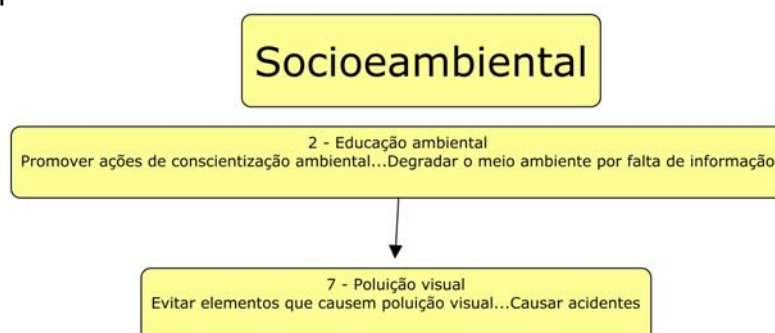 Socioeambiental
2 - Educação ambiental
Promover ações de conscientização ambiental...Degradar o meio ambiente por falta de informação
7 - Poluição visual
Evitar elementos que causem poluição visual...Causar acidentes